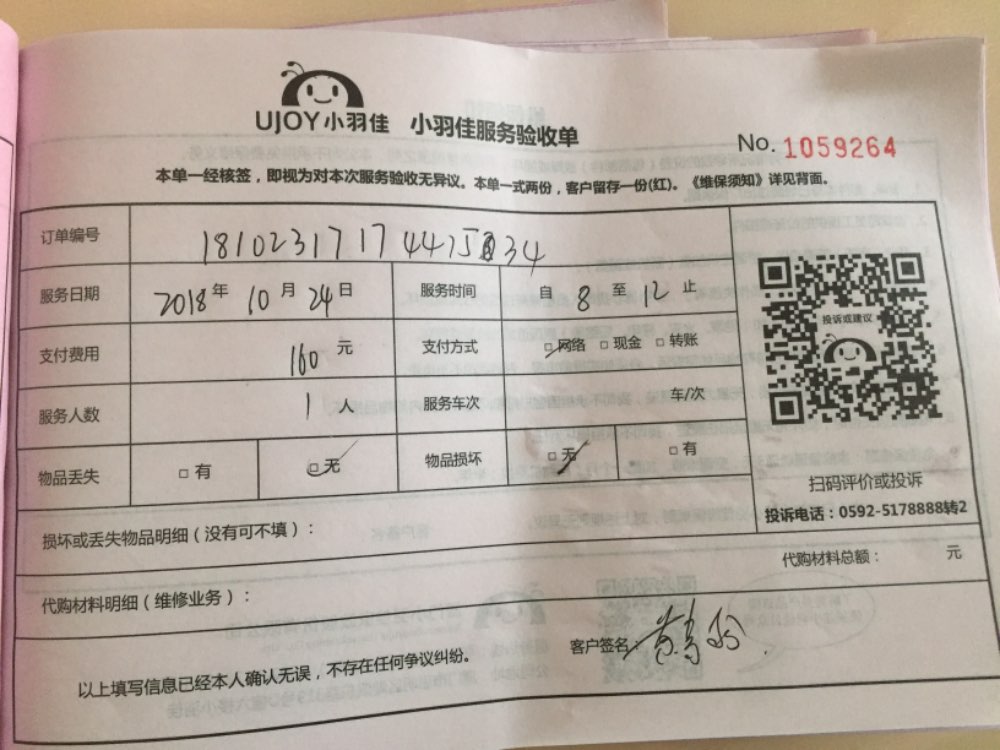 UJOY小羽佳 小羽佳服务验收单
No. 1059264
本单一经核签，即视为对本次服务验收无异议。本单一式两份，客户留存一份(红)。《维保须知》详见背面。
订单编号
服务日期 2018年 10月 24日 服务时间 自 8 至 12 止
支付费用 160 元 支付方式 □网络 □现金 □转账
服务人数 1 人 服务车次 车/次
物品丢失 □有 □无 物品损坏 □无 □有
投诉或建议
扫码评价或投诉
投诉电话：0592-5178888转2
损坏或丢失物品明细（没有可不填）：
代购材料总额： 元
代购材料明细（维修业务）：
客户签名：
以上填写信息已经本人确认无误，不存在任何争议纠纷。